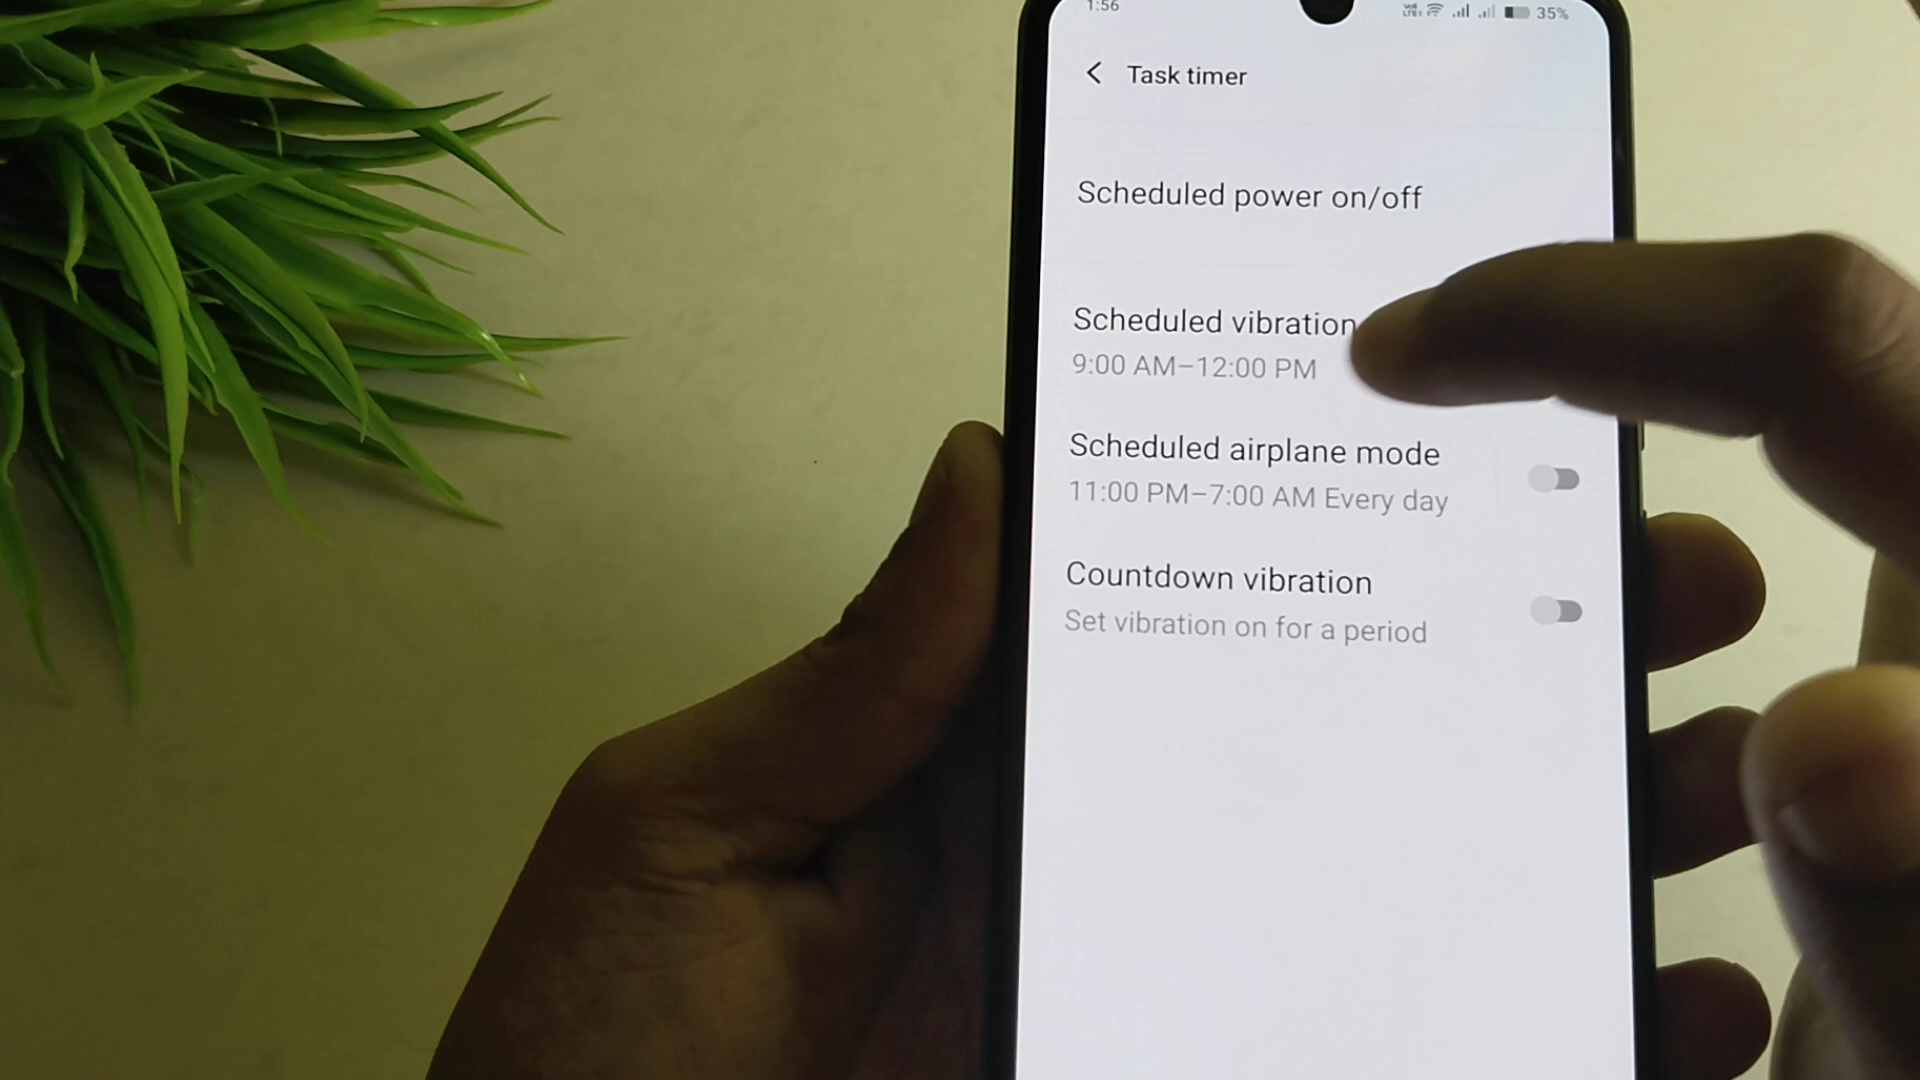 1:56
35%
Task timer
Scheduled power on/off
Scheduled vibration
9:00 AM–12:00 PM
Scheduled airplane mode
11:00 PM–7:00 AM Every day
Countdown vibration
Set vibration on for a period